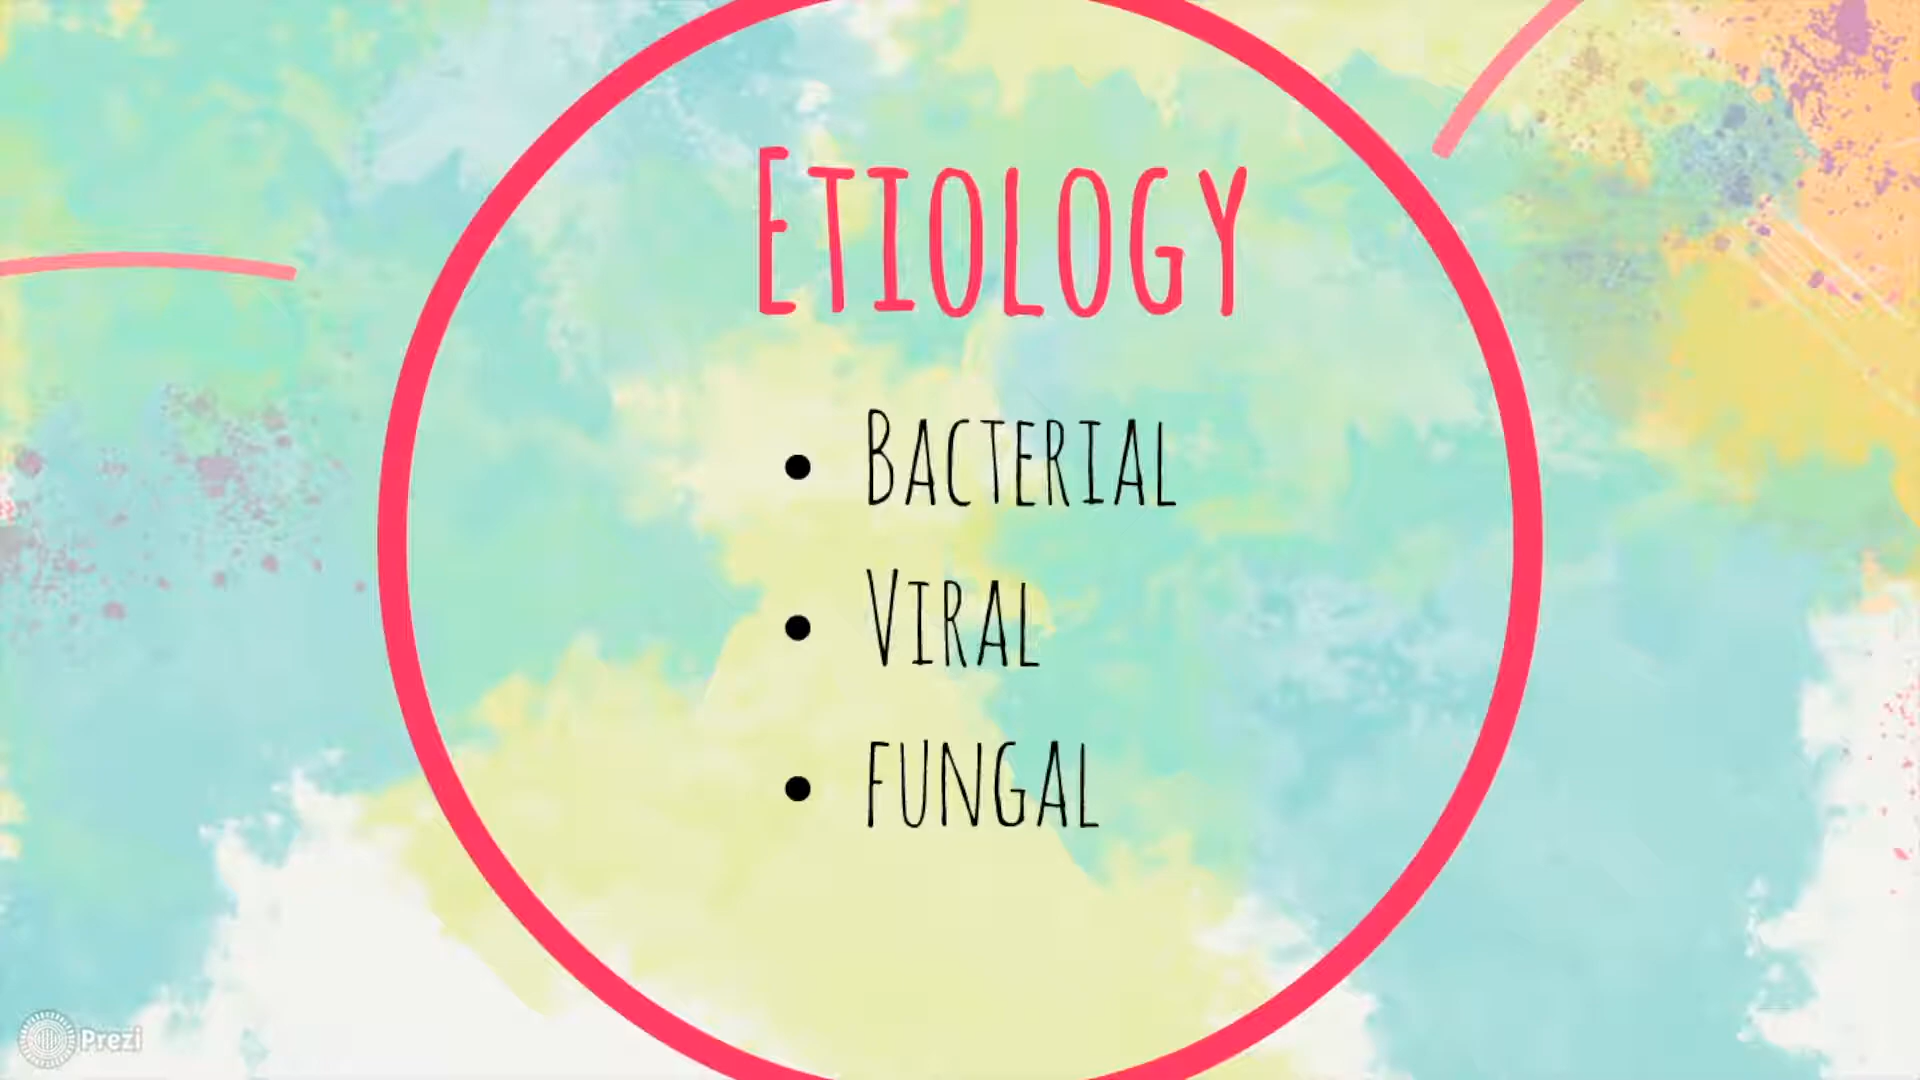 Etiology
• Bacterial
• Viral
• fungal
Prezi